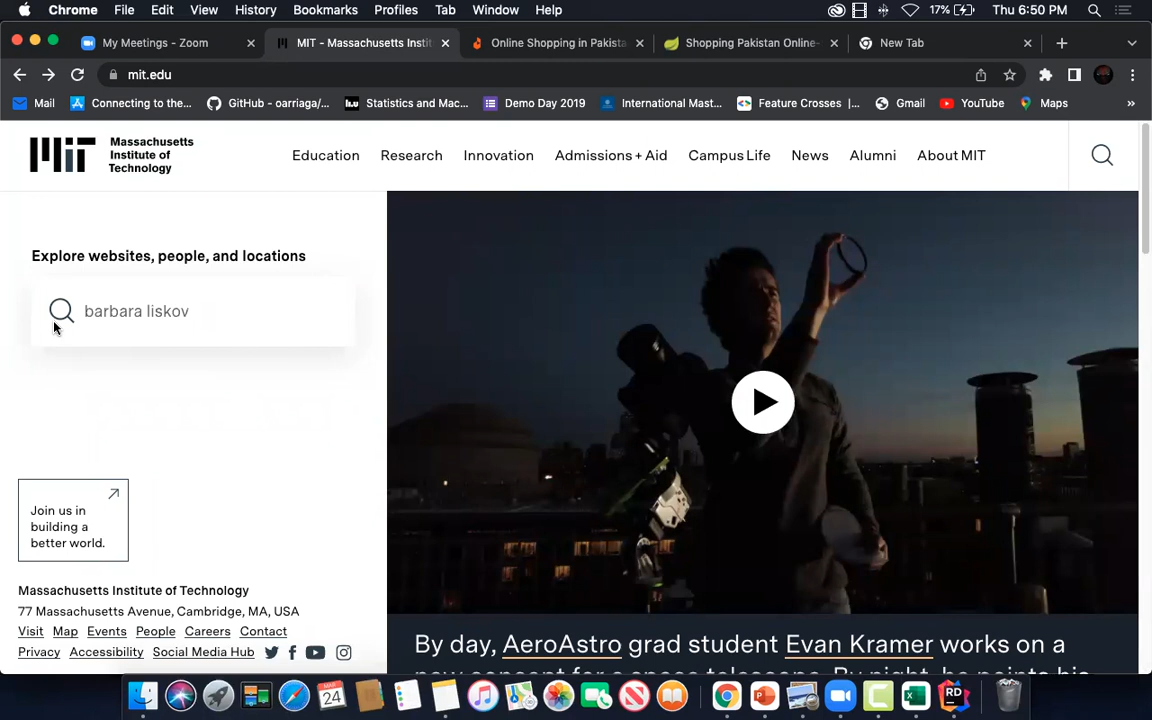 Chrome File Edit View History Bookmarks Profiles Tab Window Help 17% Thu 6:50 PM
My Meetings - Zoom MIT - Massachusetts Instit Online Shopping in Pakista Shopping Pakistan Online- New Tab
mit.edu
Mail Connecting to the... GitHub - oarriaga/... Statistics and Mac... Demo Day 2019 International Mast... Feature Crosses |... Gmail YouTube Maps »
Massachusetts
Institute of
Technology
Education Research Innovation Admissions + Aid Campus Life News Alumni About MIT
Explore websites, people, and locations
barbara liskov
Join us in
building a
better world.
Massachusetts Institute of Technology
77 Massachusetts Avenue, Cambridge, MA, USA
Visit Map Events People Careers Contact
Privacy Accessibility Social Media Hub
By day, AeroAstro grad student Evan Kramer works on a
MAR
24
RD